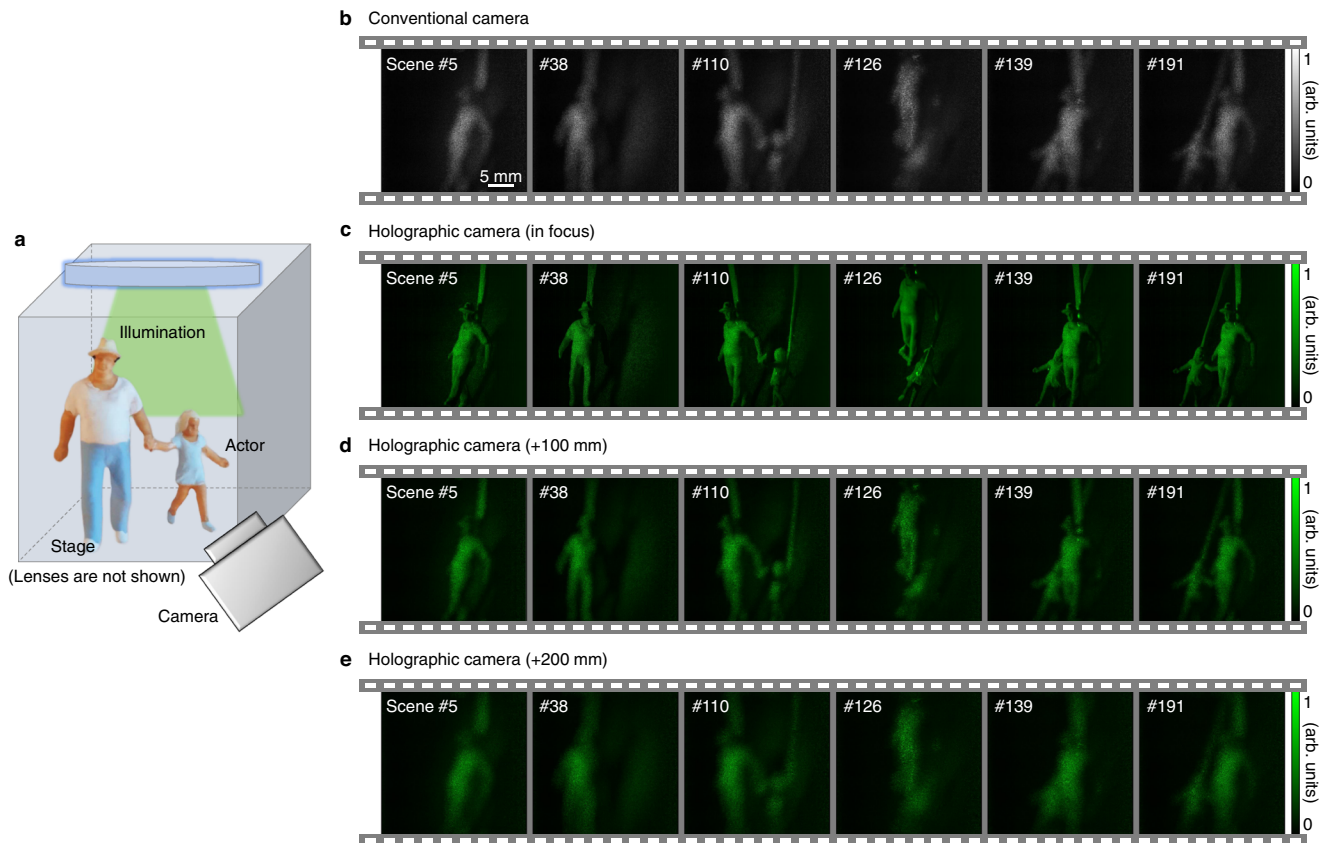 a
Illumination
Actor
Stage
(Lenses are not shown)
Camera
b Conventional camera
Scene #5 #38 #110 #126 #139 #191
5 mm
1
(arb. units)
0
c Holographic camera (in focus)
Scene #5 #38 #110 #126 #139 #191
1
(arb. units)
0
d Holographic camera (+100 mm)
Scene #5 #38 #110 #126 #139 #191
1
(arb. units)
0
e Holographic camera (+200 mm)
Scene #5 #38 #110 #126 #139 #191
1
(arb. units)
0